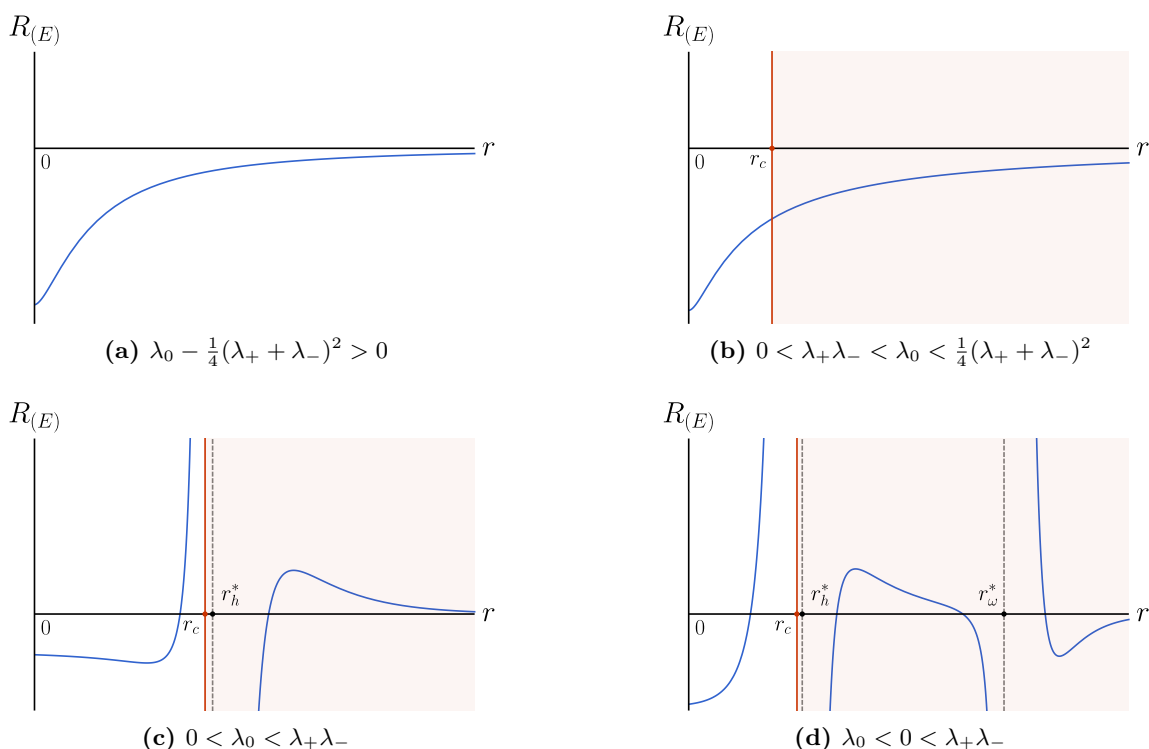 R_(E)
0
r
(a) λ_0 − 1/4(λ_+ + λ_−)^2 > 0
R_(E)
0
r_c
r
(b) 0 < λ_+λ_− < λ_0 < 1/4(λ_+ + λ_−)^2
R_(E)
0
r_c
r_h^*
r
(c) 0 < λ_0 < λ_+λ_−
R_(E)
0
r_c
r_h^*
r_ω^*
r
(d) λ_0 < 0 < λ_+λ_−